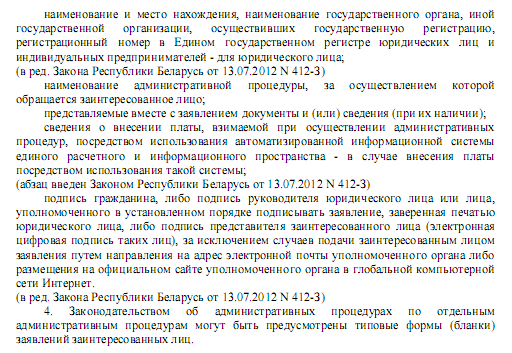 наименование и место нахождения, наименование государственного органа, иной
государственной организации, осуществивших государственную регистрацию,
регистрационный номер в Едином государственном регистре юридических лиц и
индивидуальных предпринимателей - для юридического лица;
(в ред. Закона Республики Беларусь от 13.07.2012 N 412-З)
наименование административной процедуры, за осуществлением которой
обращается заинтересованное лицо;
представляемые вместе с заявлением документы и (или) сведения (при их наличии);
сведения о внесении платы, взимаемой при осуществлении административных
процедур, посредством использования автоматизированной информационной системы
единого расчетного и информационного пространства - в случае внесения платы
посредством использования такой системы;
(абзац введен Законом Республики Беларусь от 13.07.2012 N 412-З)
подпись гражданина, либо подпись руководителя юридического лица или лица,
уполномоченного в установленном порядке подписывать заявление, заверенная печатью
юридического лица, либо подпись представителя заинтересованного лица (электронная
цифровая подпись таких лиц), за исключением случаев подачи заинтересованным лицом
заявления путем направления на адрес электронной почты уполномоченного органа либо
размещения на официальном сайте уполномоченного органа в глобальной компьютерной
сети Интернет.
(в ред. Закона Республики Беларусь от 13.07.2012 N 412-З)
4. Законодательством об административных процедурах по отдельным
административным процедурам могут быть предусмотрены типовые формы (бланки)
заявлений заинтересованных лиц.